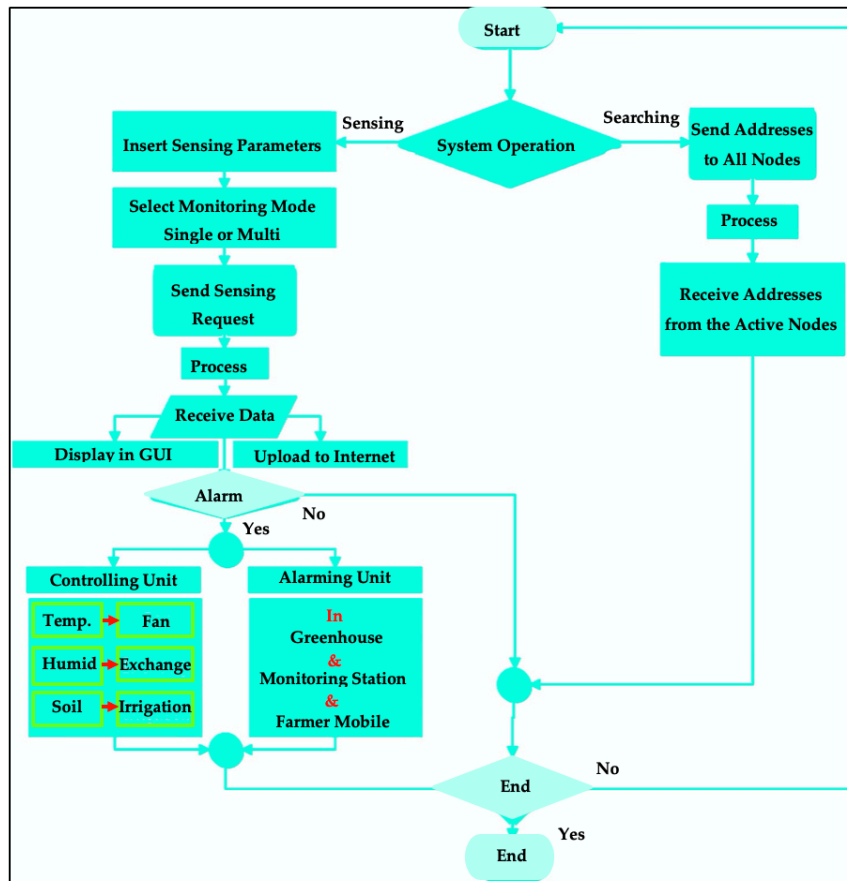 Start
Sensing
Searching
System Operation
Insert Sensing Parameters
Send Addresses
to All Nodes
Select Monitoring Mode
Single or Multi
Process
Send Sensing
Request
Receive Addresses
from the Active Nodes
Process
Receive Data
Display in GUI
Upload to Internet
Alarm
No
Yes
Controlling Unit
Alarming Unit
Temp.
Fan
Humid
Exchange
Soil
Irrigation
In
Greenhouse
&
Monitoring Station
&
Farmer Mobile
End
No
Yes
End